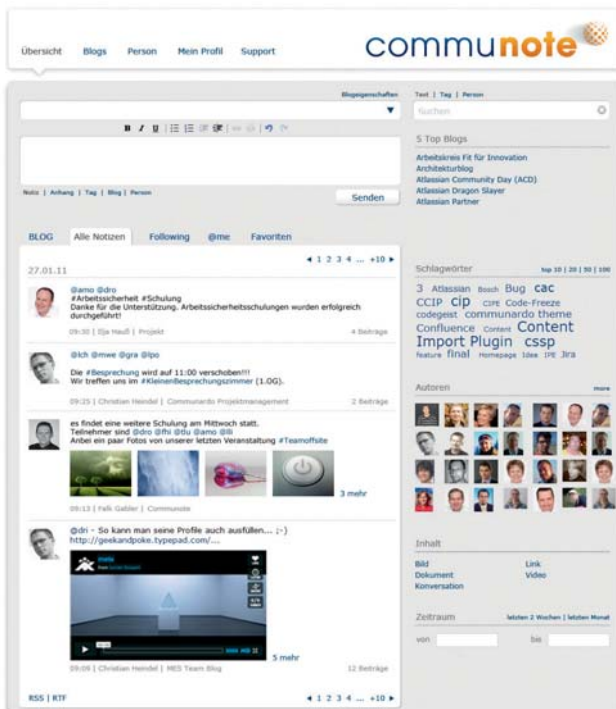 Übersicht Blogs Person Mein Profil Support
communote
Blogeigenschaften
B I U
Notiz | Anhang | Tag | Blog | Person
Senden
BLOG Alle Notizen Following @me Favoriten
◄ 1 2 3 4 ... +10 ►
27.01.11
@amo @dro
#Arbeitssicherheit #Schulung
Danke für die Unterstützung. Arbeitssicherheitsschulungen wurden erfolgreich
durchgeführt!
09:30 | Ilja Hauß | Projekt 4 Beiträge
@lch @mwe @gra @lpo
Die #Besprechung wird auf 11:00 verschoben!!!
Wir treffen uns im #KleinenBesprechungszimmer (1.OG).
09:25 | Christian Heindel | Communardo Projektmanagement 2 Beiträge
es findet eine weitere Schulung am Mittwoch statt.
Teilnehmer sind @dro @fhi @tlu @amo @lli
Anbei ein paar Fotos von unserer letzten Veranstaltung #Teamoffsite
3 mehr
09:13 | Falk Gabler | Communote
@dri - So kann man seine Profile auch ausfüllen... ;-)
http://geekandpoke.typepad.com/...
5 mehr
09:09 | Christian Heindel | MES Team Blog 12 Beiträge
RSS | RTF ◄ 1 2 3 4 ... +10 ►
Text | Tag | Person
Suchen
5 Top Blogs
Arbeitskreis Fit für Innovation
Architekturblog
Atlassian Community Day (ACD)
Atlassian Dragon Slayer
Atlassian Partner
Schlagwörter top 10 | 20 | 50 | 100
3 Atlassian Bosch Bug cac
CCIP cip CIPE Code-Freeze
codegeist communardo theme
Confluence Content Content
Import Plugin cssp
feature final Homepage Idea IPE Jira
Autoren more
Inhalt
Bild Link
Dokument Video
Konversation
Zeitraum letzten 2 Wochen | letzten Monat
von bis